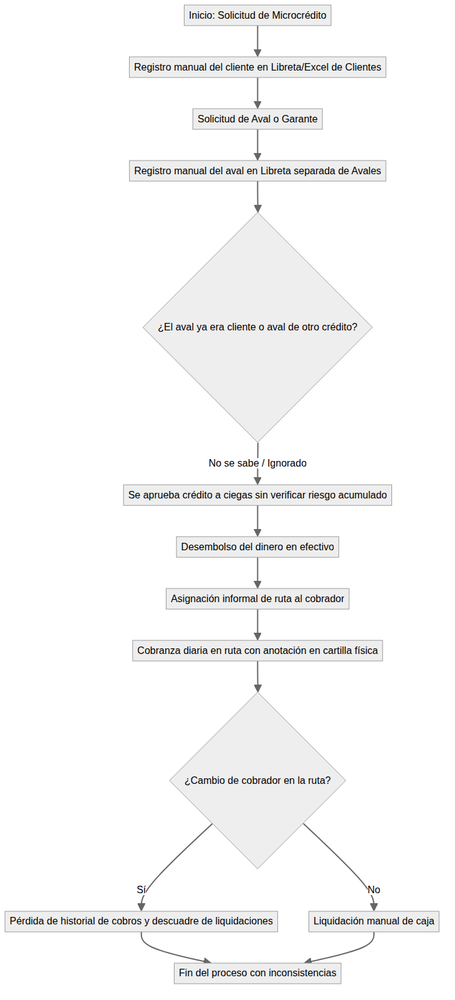 Inicio: Solicitud de Microcrédito
Registro manual del cliente en Libreta/Excel de Clientes
Solicitud de Aval o Garante
Registro manual del aval en Libreta separada de Avales
¿El aval ya era cliente o aval de otro crédito?
No se sabe / Ignorado
Se aprueba crédito a ciegas sin verificar riesgo acumulado
Desembolso del dinero en efectivo
Asignación informal de ruta al cobrador
Cobranza diaria en ruta con anotación en cartilla física
¿Cambio de cobrador en la ruta?
Sí
No
Pérdida de historial de cobros y descuadre de liquidaciones
Liquidación manual de caja
Fin del proceso con inconsistencias